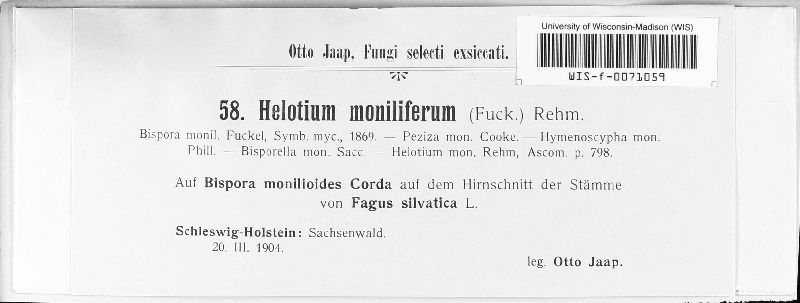 University of Wisconsin-Madison (WIS)
WIS-f-0071059
Otto Jaap, Fungi selecti exsiccati.
58. Helotium moniliferum (Fuck.) Rehm.
Bispora monil. Fuckel, Symb. myc., 1869. — Peziza mon. Cooke. — Hymenoscypha mon.
Phill. — Bisporella mon. Sacc. — Helotium mon. Rehm, Ascom. p. 798.
Auf Bispora monilioides Corda auf dem Hirnschnitt der Stämme
von Fagus silvatica L.
Schleswig-Holstein: Sachsenwald.
20. III. 1904.
leg. Otto Jaap.